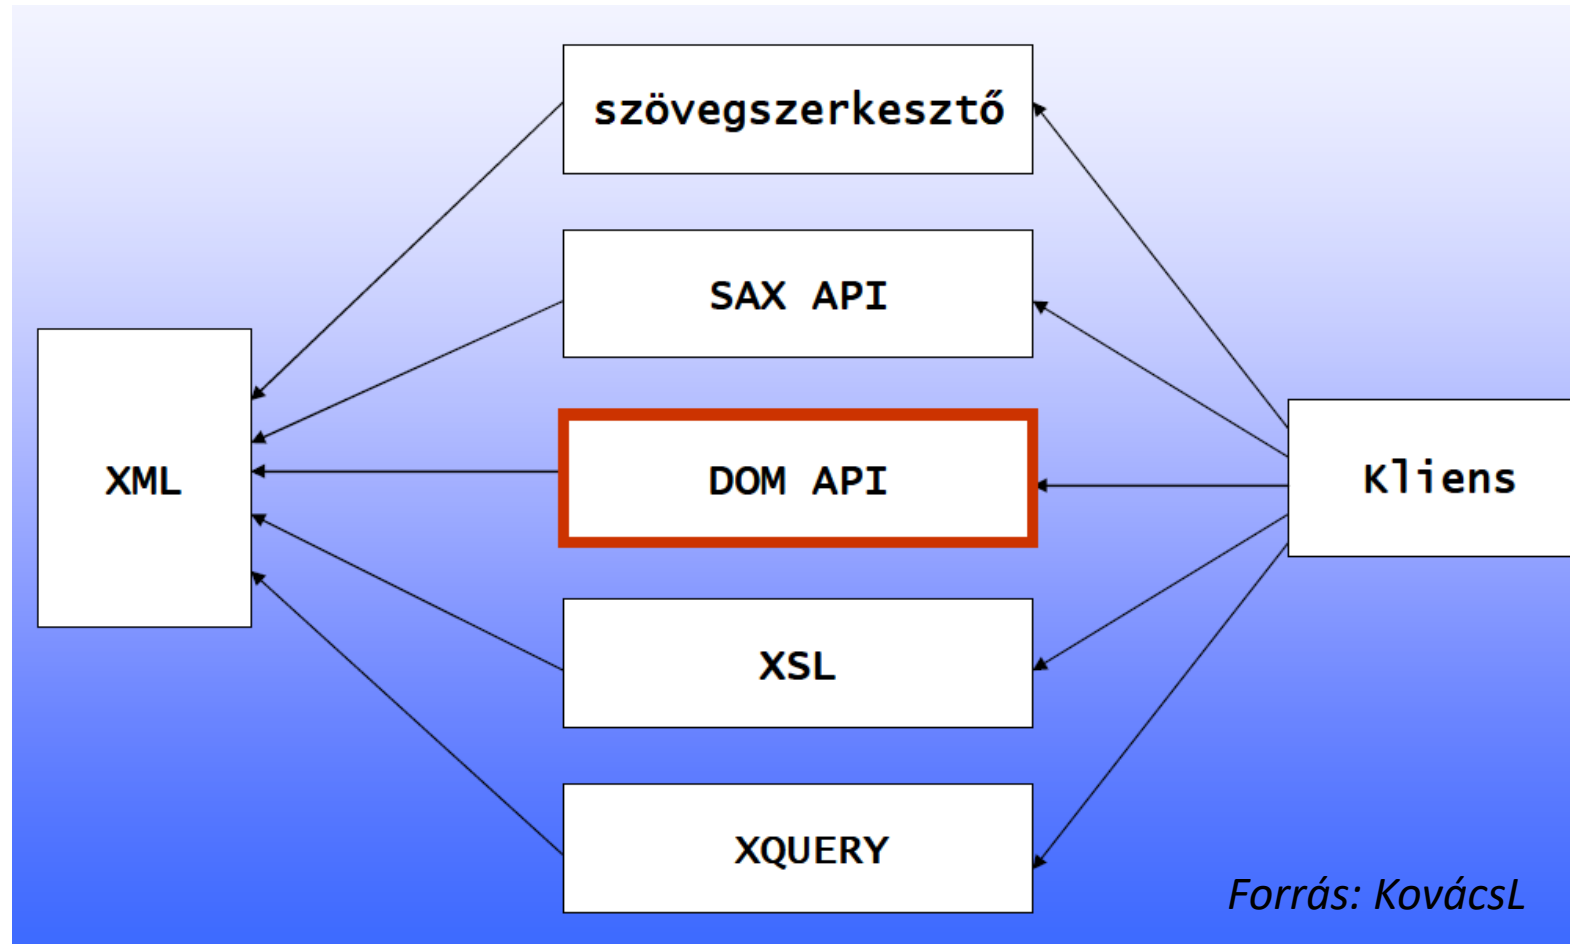 szövegszerkesztő
SAX API
XML
DOM API
Kliens
XSL
XQUERY
Forrás: KovácsL